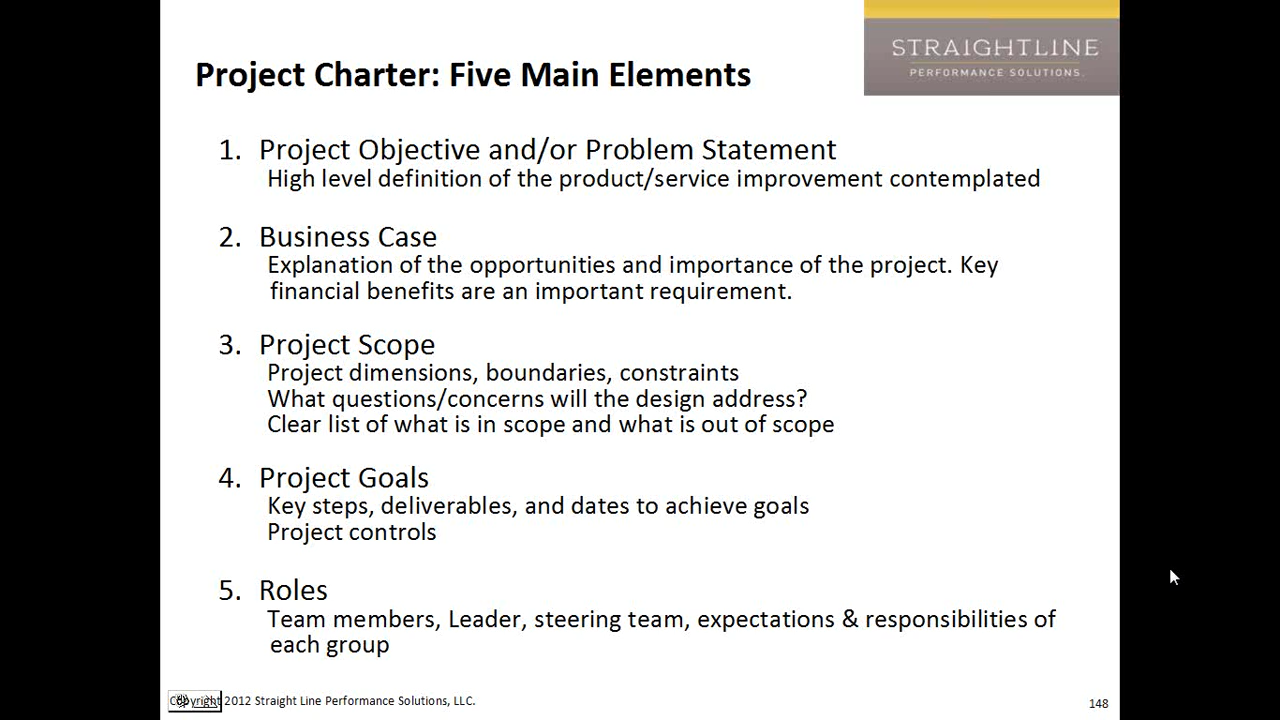 STRAIGHTLINE
PERFORMANCE SOLUTIONS.
Project Charter: Five Main Elements
1. Project Objective and/or Problem Statement
High level definition of the product/service improvement contemplated
2. Business Case
Explanation of the opportunities and importance of the project. Key
financial benefits are an important requirement.
3. Project Scope
Project dimensions, boundaries, constraints
What questions/concerns will the design address?
Clear list of what is in scope and what is out of scope
4. Project Goals
Key steps, deliverables, and dates to achieve goals
Project controls
5. Roles
Team members, Leader, steering team, expectations & responsibilities of
each group
Copyright 2012 Straight Line Performance Solutions, LLC.
148